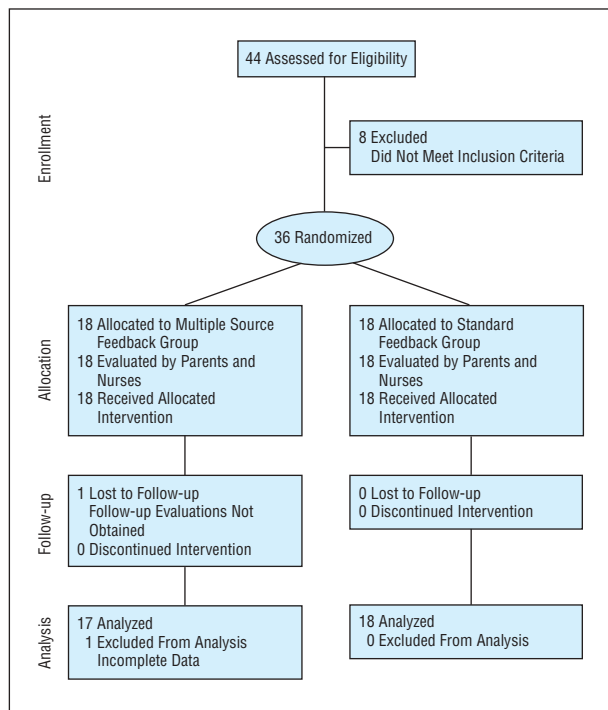 Enrollment
44 Assessed for Eligibility
8 Excluded
Did Not Meet Inclusion Criteria
36 Randomized
Allocation
18 Allocated to Multiple Source
Feedback Group
18 Evaluated by Parents and
Nurses
18 Received Allocated
Intervention
18 Allocated to Standard
Feedback Group
18 Evaluated by Parents and
Nurses
18 Received Allocated
Intervention
Follow-up
1 Lost to Follow-up
Follow-up Evaluations Not
Obtained
0 Discontinued Intervention
0 Lost to Follow-up
0 Discontinued Intervention
Analysis
17 Analyzed
1 Excluded From Analysis
Incomplete Data
18 Analyzed
0 Excluded From Analysis